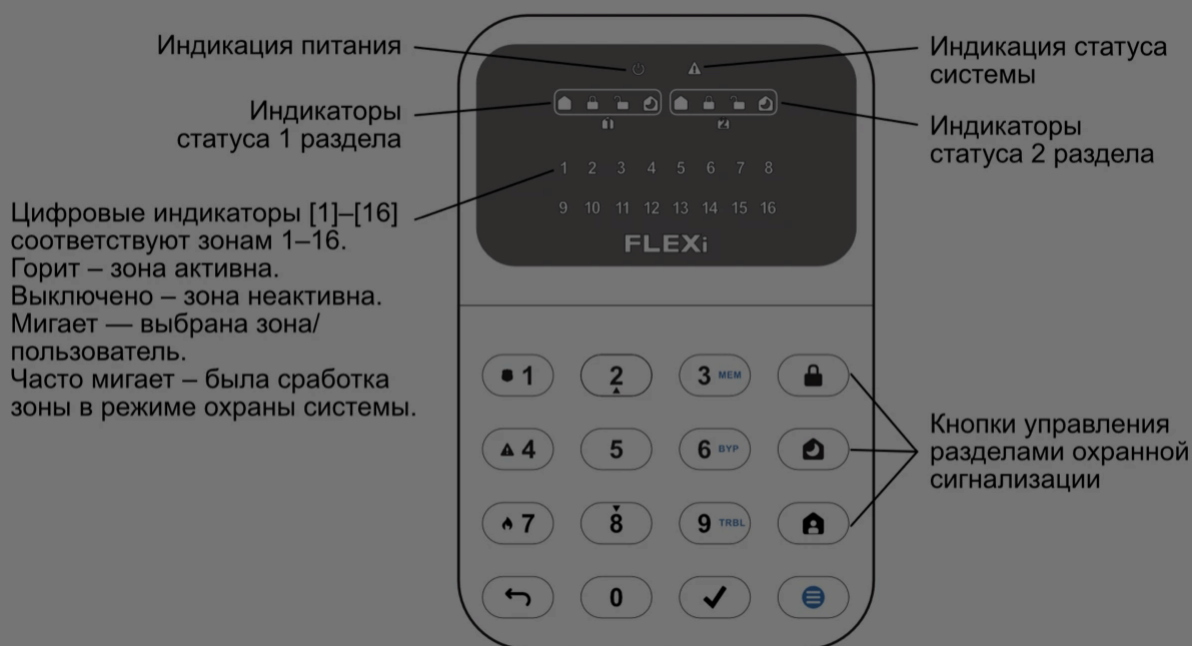 Индикация питания
Индикация статуса
системы
Индикаторы
статуса 1 раздела
Индикаторы
статуса 2 раздела
1 2
1 2 3 4 5 6 7 8
9 10 11 12 13 14 15 16
FLEXi
Цифровые индикаторы [1]–[16]
соответствуют зонам 1–16.
Горит – зона активна.
Выключено – зона неактивна.
Мигает — выбрана зона/
пользователь.
Часто мигает – была сработка
зоны в режиме охраны системы.
1 2 3 MEM
4 5 6 BYP
7 8 9 TRBL
0
Кнопки управления
разделами охранной
сигнализации